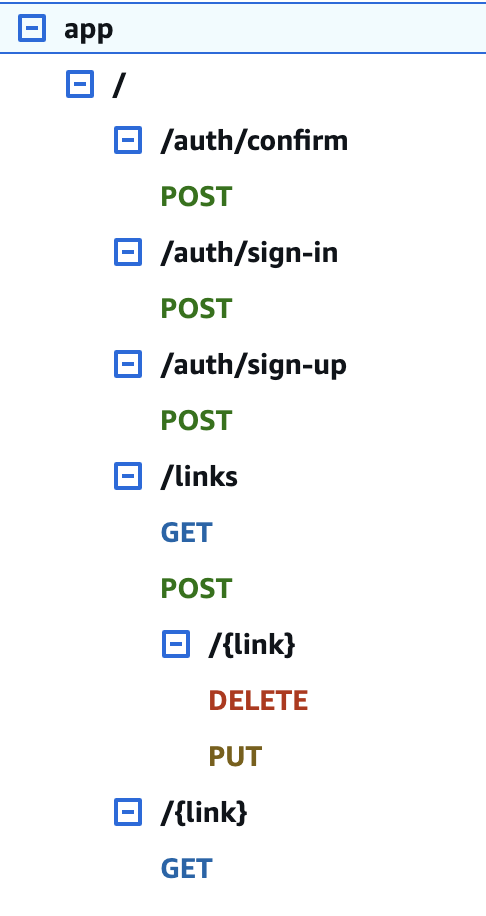 app
/
/auth/confirm
POST
/auth/sign-in
POST
/auth/sign-up
POST
/links
GET
POST
/{link}
DELETE
PUT
/{link}
GET